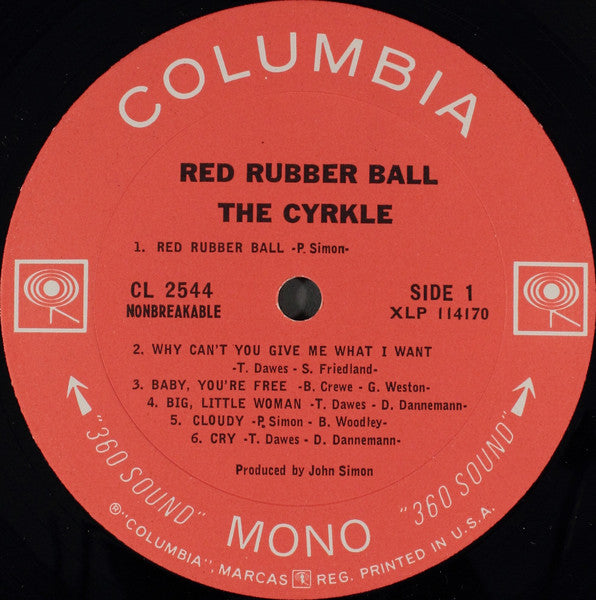 COLUMBIA
RED RUBBER BALL
THE CYRKLE
1. RED RUBBER BALL -P. Simon-
CL 2544
NONBREAKABLE
SIDE 1
XLP 114170
2. WHY CAN'T YOU GIVE ME WHAT I WANT
-T. Dawes - S. Friedland-
3. BABY, YOU'RE FREE -B. Crewe - G. Weston-
4. BIG, LITTLE WOMAN -T. Dawes - D. Dannemann-
5. CLOUDY -P. Simon - B. Woodley-
6. CRY -T. Dawes - D. Dannemann-
Produced by John Simon
"360 SOUND"
MONO
"360 SOUND"
®"COLUMBIA", MARCAS REG. PRINTED IN U.S.A.